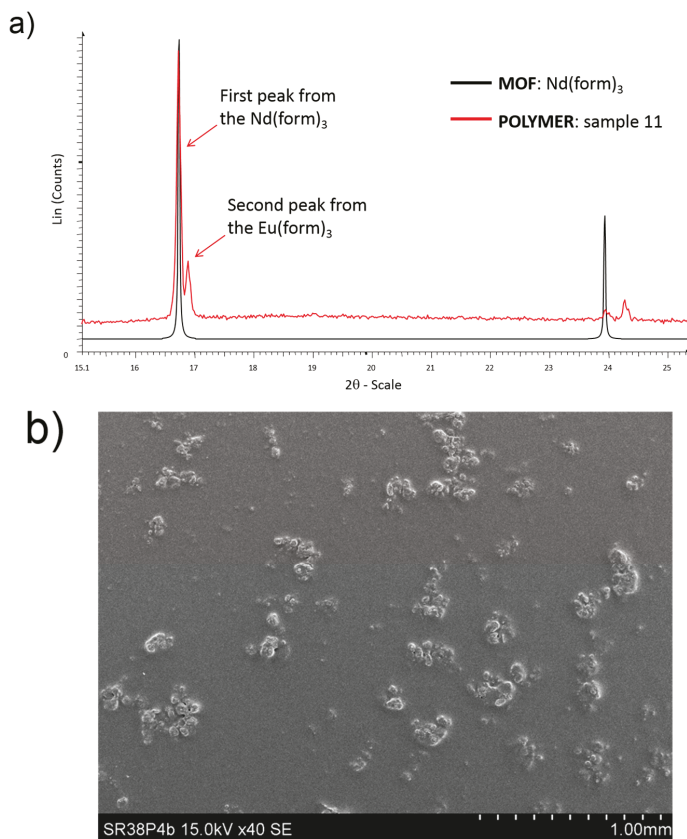 a)
Lin (Counts)
First peak from
the Nd(form)₃
Second peak from
the Eu(form)₃
MOF: Nd(form)₃
POLYMER: sample 11
0
15.1 16 17 18 19 20 21 22 23 24 25
2θ - Scale
b)
SR38P4b 15.0kV x40 SE 1.00mm